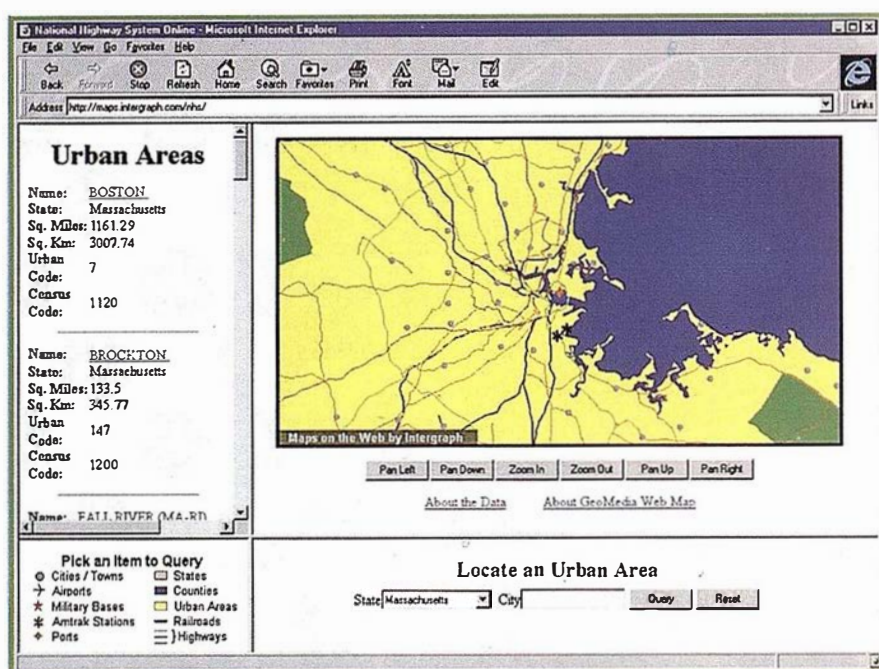 National Highway System Online - Microsoft Internet Explorer
File Edit View Go Favorites Help
Back Forward Stop Refresh Home Search Favorites Print Font Mail Edit
Address http://maps.intergraph.com/nhs/ Links
Urban Areas
Name: BOSTON
State: Massachusetts
Sq. Miles: 1161.29
Sq. Km: 3007.74
Urban
Code: 7
Census
Code: 1120
Name: BROCKTON
State: Massachusetts
Sq. Miles: 133.5
Sq. Km: 345.77
Urban
Code: 147
Census
Code: 1200
Name: FALL RIVER (MA-RI)
Maps on the Web by Intergraph
Pan Left Pan Down Zoom In Zoom Out Pan Up Pan Right
About the Data About GeoMedia Web Map
Pick an Item to Query
Cities / Towns States
Airports Counties
Military Bases Urban Areas
Amtrak Stations Railroads
Ports Highways
Locate an Urban Area
State Massachusetts City Query Reset